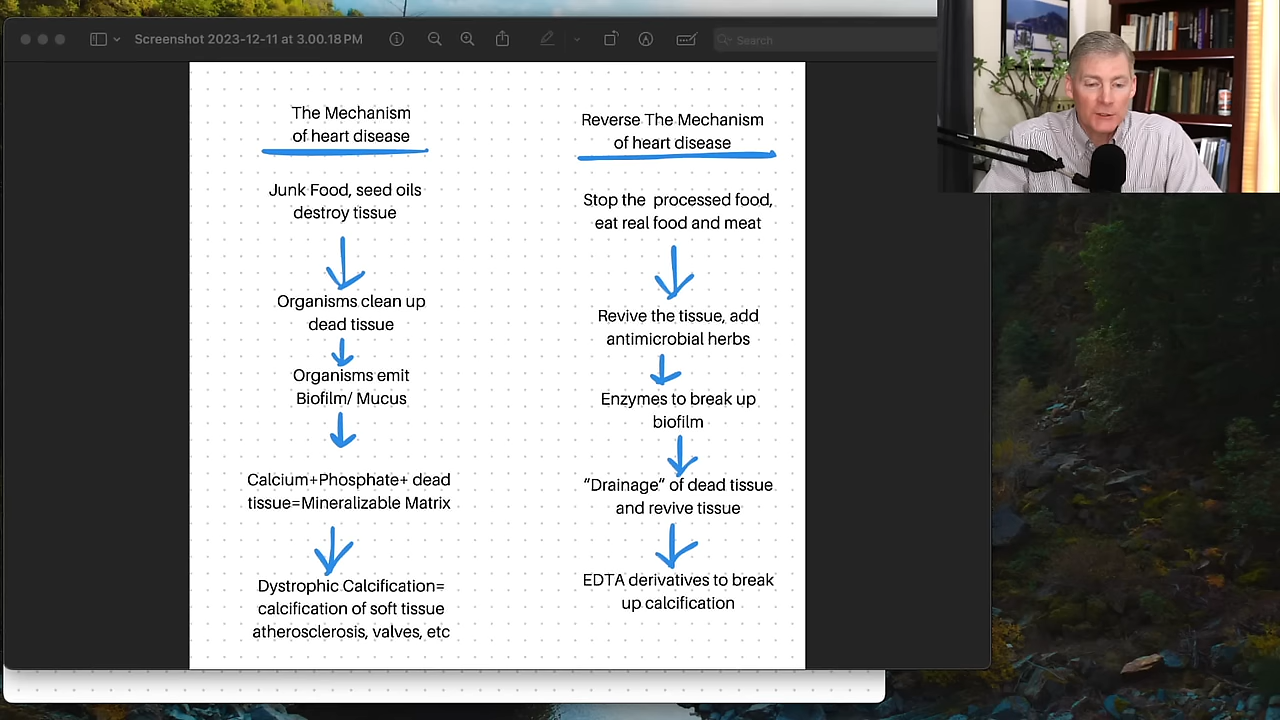 Screenshot 2023-12-11 at 3.00.18 PM
Search
The Mechanism
of heart disease
Junk Food, seed oils
destroy tissue
Organisms clean up
dead tissue
Organisms emit
Biofilm/ Mucus
Calcium+Phosphate+ dead
tissue=Mineralizable Matrix
Dystrophic Calcification=
calcification of soft tissue
atherosclerosis, valves, etc
Reverse The Mechanism
of heart disease
Stop the processed food,
eat real food and meat
Revive the tissue, add
antimicrobial herbs
Enzymes to break up
biofilm
“Drainage” of dead tissue
and revive tissue
EDTA derivatives to break
up calcification